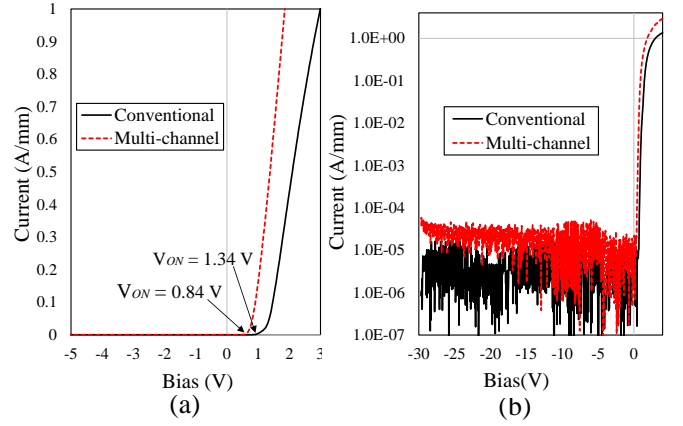 (a)
1
0.9
0.8
0.7
0.6
0.5
0.4
0.3
0.2
0.1
0
Current (A/mm)
Conventional
Multi-channel
VON = 1.34 V
VON = 0.84 V
-5 -4 -3 -2 -1 0 1 2 3
Bias (V)
(a)
(b)
1.0E+00
1.0E-01
1.0E-02
1.0E-03
1.0E-04
1.0E-05
1.0E-06
1.0E-07
Current (A/mm)
Conventional
Multi-channel
-30 -25 -20 -15 -10 -5 0
Bias(V)
(b)